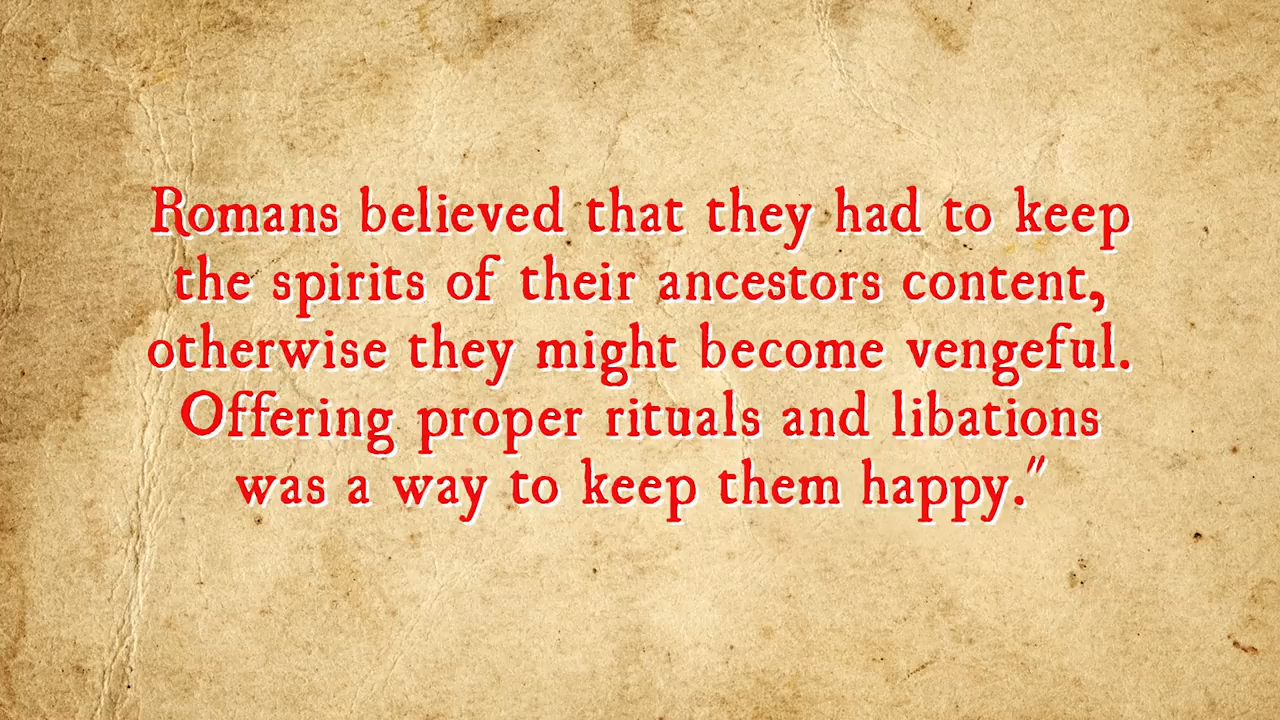 Romans believed that they had to keep
the spirits of their ancestors content,
otherwise they might become vengeful.
Offering proper rituals and libations
was a way to keep them happy."